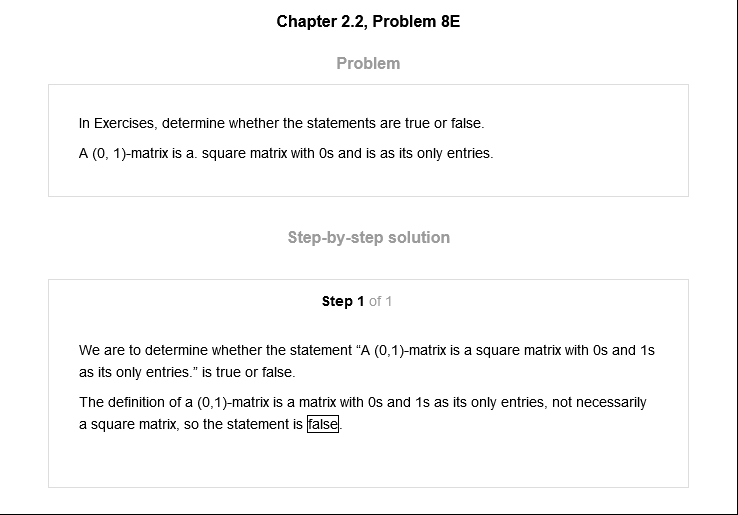 Chapter 2.2, Problem 8E
Problem
In Exercises, determine whether the statements are true or false.
A (0, 1)-matrix is a. square matrix with 0s and is as its only entries.
Step-by-step solution
Step 1 of 1
We are to determine whether the statement “A (0,1)-matrix is a square matrix with 0s and 1s
as its only entries.” is true or false.
The definition of a (0,1)-matrix is a matrix with 0s and 1s as its only entries, not necessarily
a square matrix, so the statement is false.